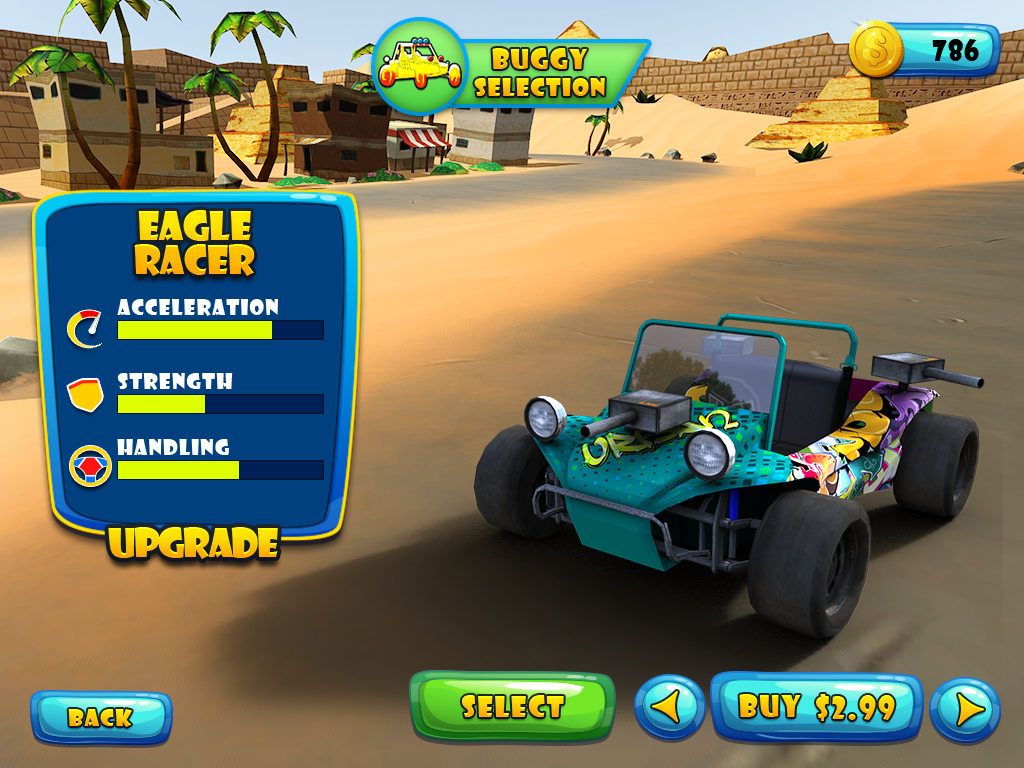 BUGGY
SELECTION
786
EAGLE
RACER
ACCELERATION
STRENGTH
HANDLING
UPGRADE
BACK
SELECT
BUY $2.99